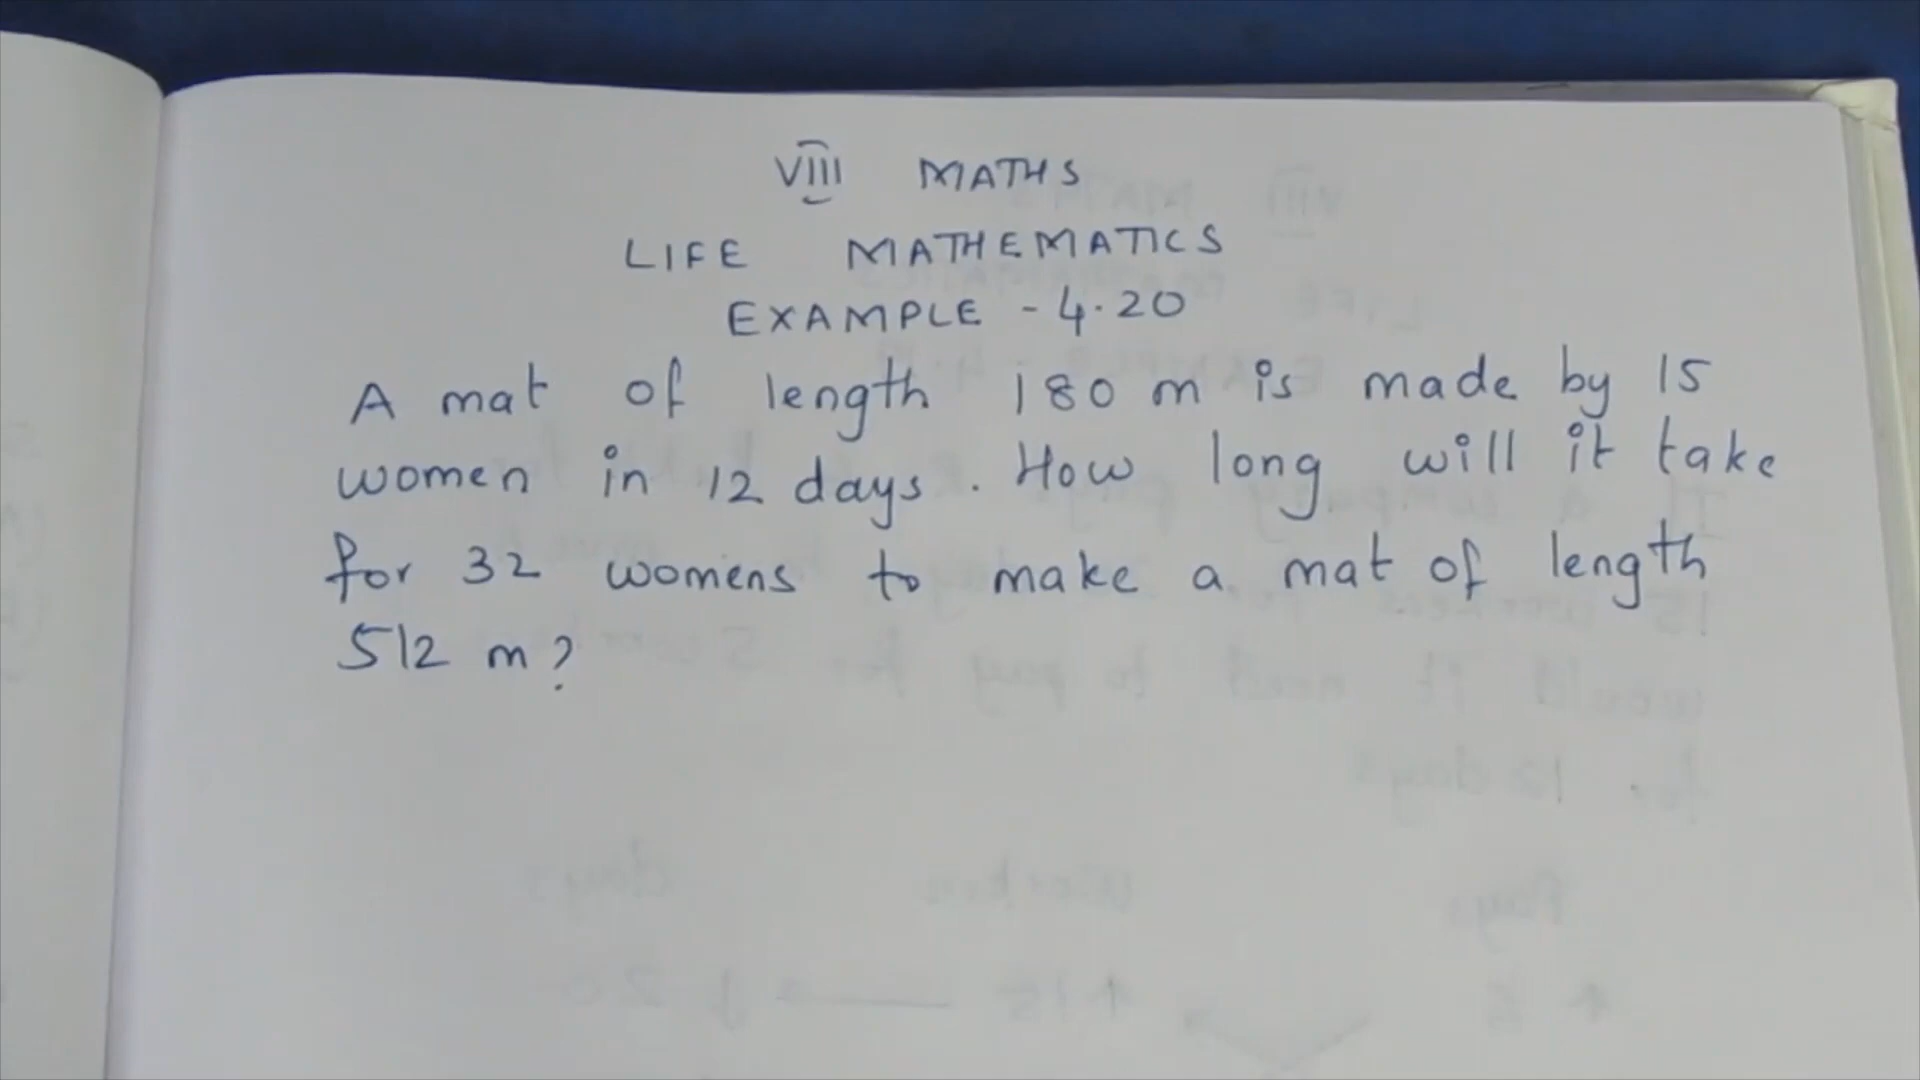 VIII MATHS
LIFE MATHEMATICS
EXAMPLE - 4.20
A mat of length 180 m is made by 15
women in 12 days. How long will it take
for 32 womens to make a mat of length
512 m?